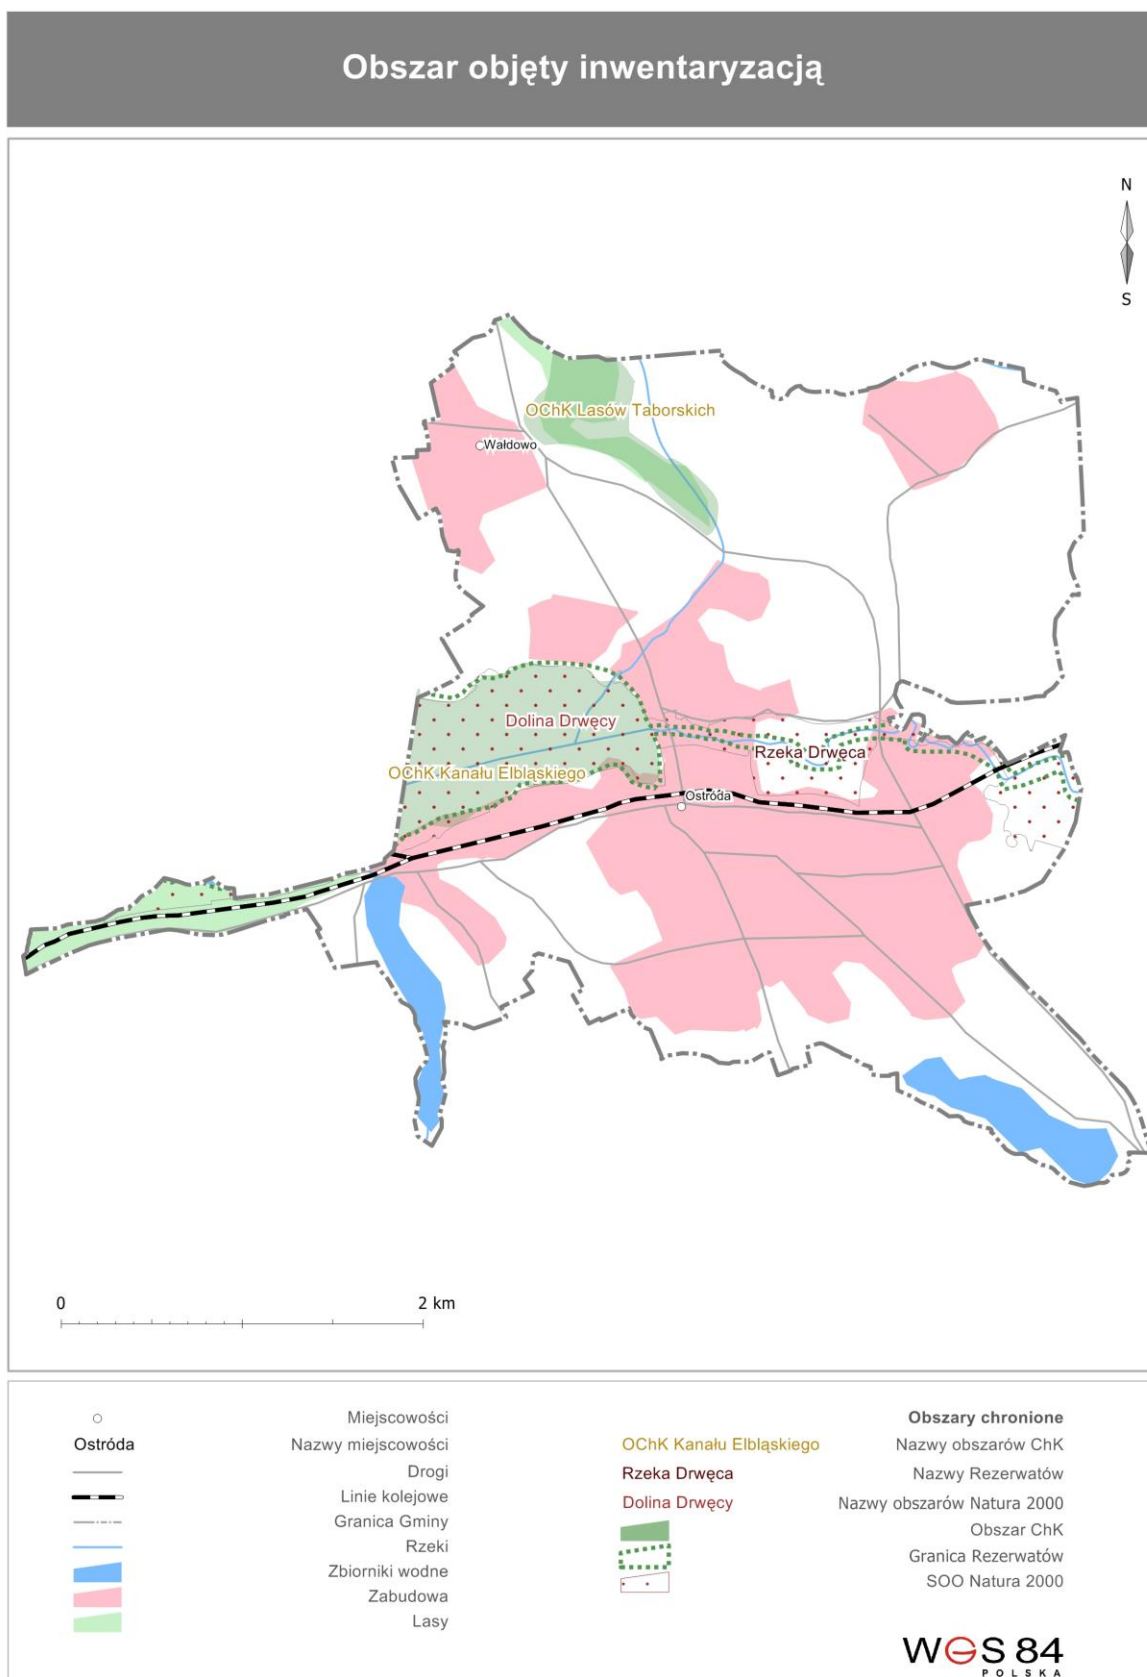 Obszar objęty inwentaryzacją
N
S
OChK Lasów Taborskich
Wałdowo
Dolina Drwęcy
Rzeka Drwęca
OChK Kanału Elbląskiego
Ostróda
0 2 km
Miejscowości
Ostróda Nazwy miejscowości
Drogi
Linie kolejowe
Granica Gminy
Rzeki
Zbiorniki wodne
Zabudowa
Lasy
Obszary chronione
OChK Kanału Elbląskiego Nazwy obszarów ChK
Rzeka Drwęca Nazwy Rezerwatów
Dolina Drwęcy Nazwy obszarów Natura 2000
Obszar ChK
Granica Rezerwatów
SOO Natura 2000
WGS 84
POLSKA